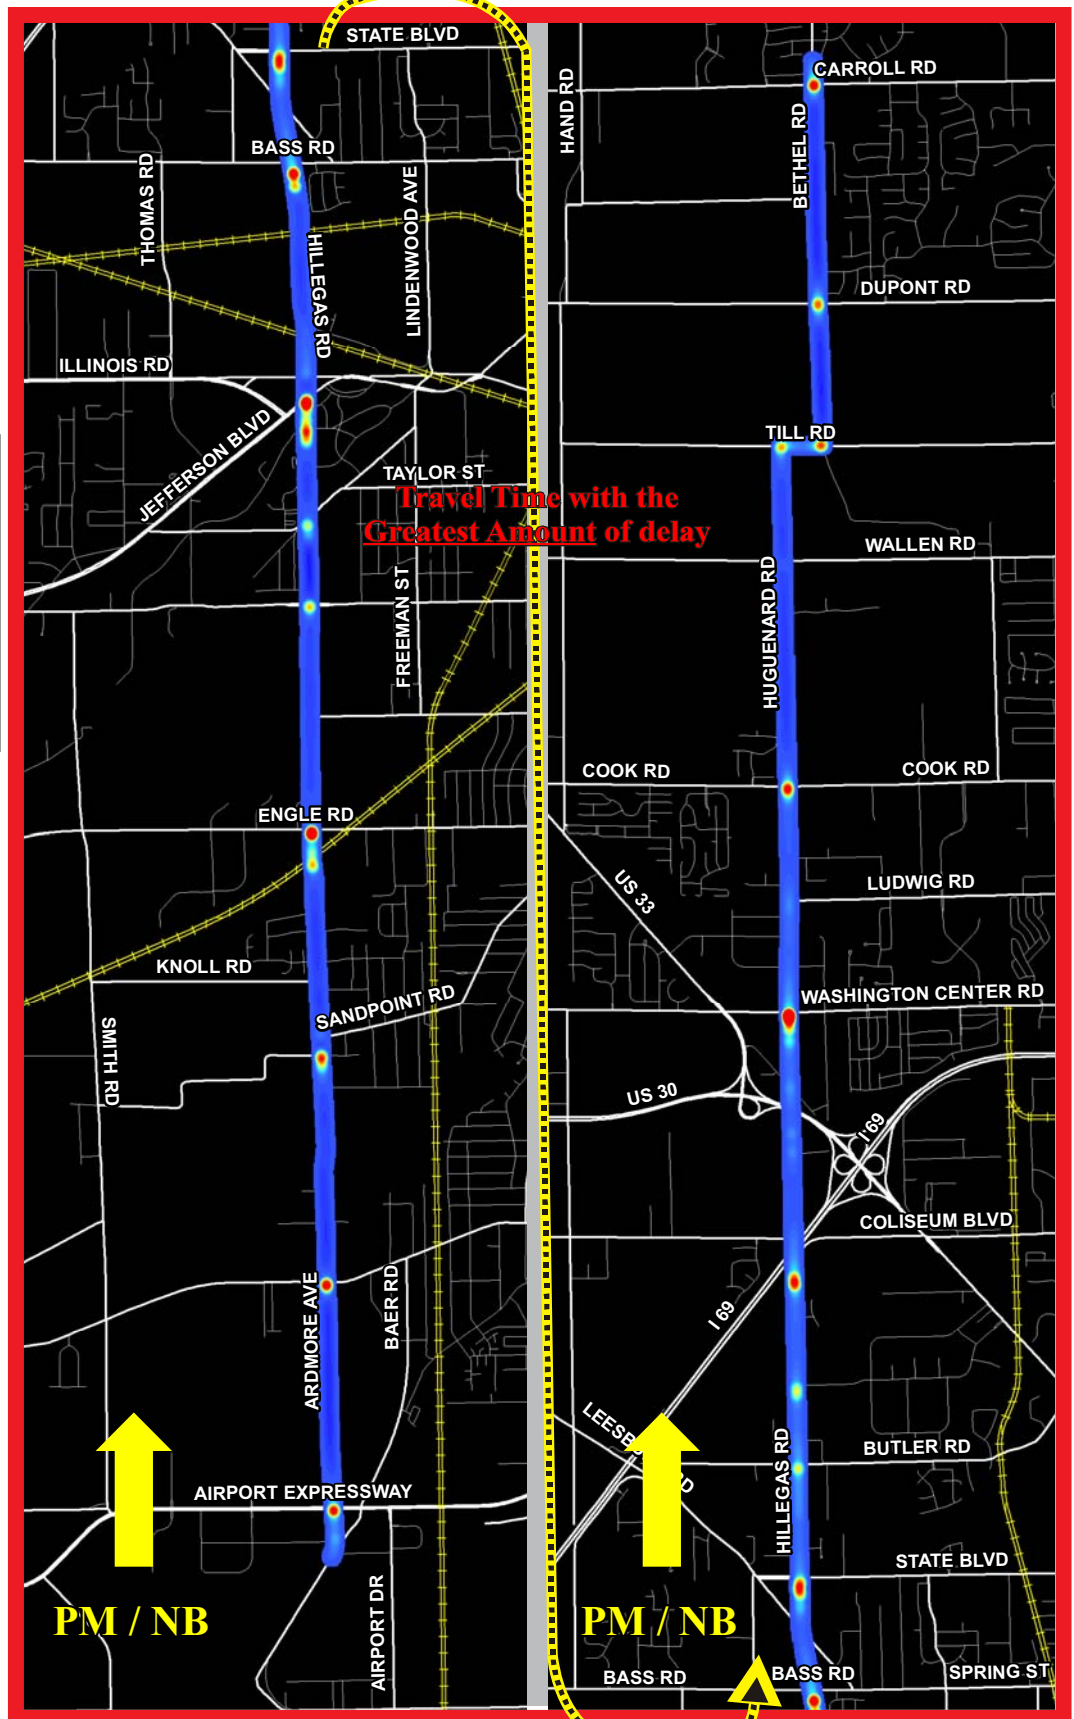 STATE BLVD
BASS RD
THOMAS RD
LINDENWOOD AVE
HILLEGAS RD
ILLINOIS RD
JEFFERSON BLVD
TAYLOR ST
FREEMAN ST
ENGLE RD
KNOLL RD
SANDPOINT RD
SMITH RD
ARDMORE AVE
BAER RD
AIRPORT EXPRESSWAY
AIRPORT DR
PM / NB
Travel Time with the
Greatest Amount of delay
HAND RD
CARROLL RD
BETHEL RD
DUPONT RD
TILL RD
WALLEN RD
HUGUENARD RD
COOK RD
COOK RD
US 33
LUDWIG RD
WASHINGTON CENTER RD
US 30
I 69
COLISEUM BLVD
I 69
BUTLER RD
HILLEGAS RD
STATE BLVD
PM / NB
BASS RD
BASS RD
SPRING ST